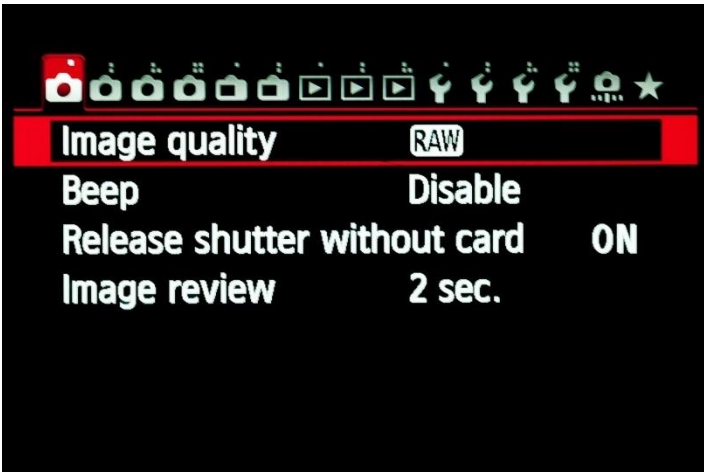 Image quality RAW
Beep Disable
Release shutter without card ON
Image review 2 sec.